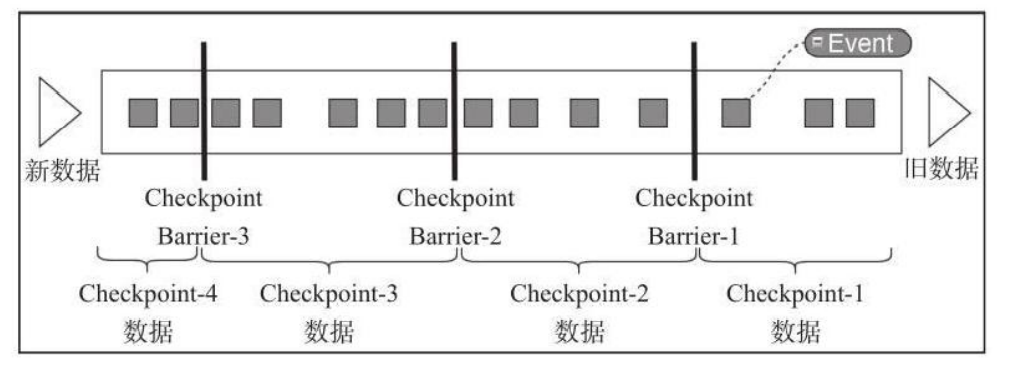 Event
新数据
旧数据
Checkpoint
Barrier-3
Checkpoint
Barrier-2
Checkpoint
Barrier-1
Checkpoint-4
数据
Checkpoint-3
数据
Checkpoint-2
数据
Checkpoint-1
数据